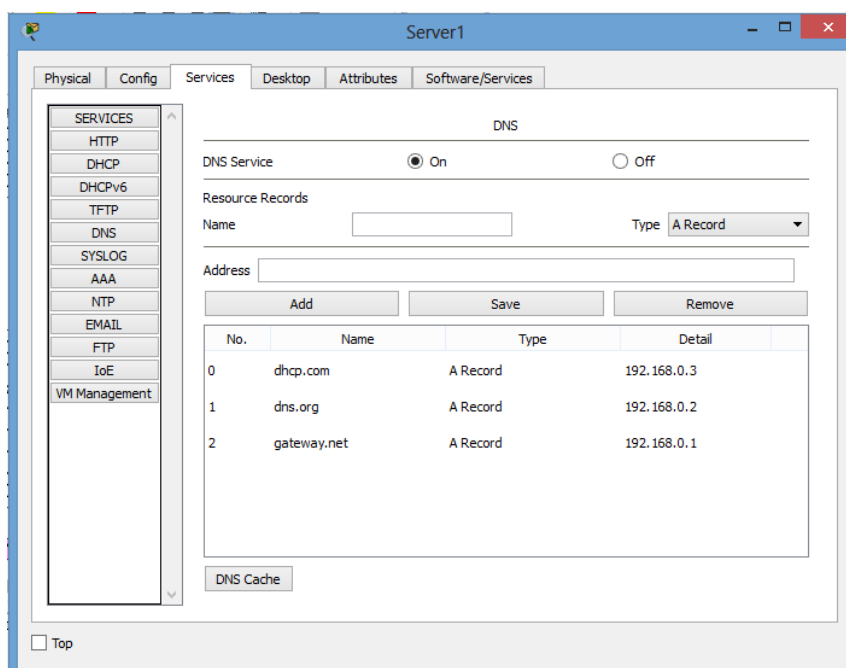 Server1
Physical Config Services Desktop Attributes Software/Services
SERVICES
HTTP
DHCP
DHCPv6
TFTP
DNS
SYSLOG
AAA
NTP
EMAIL
FTP
IoE
VM Management
DNS
DNS Service On Off
Resource Records
Name Type A Record
Address
Add Save Remove
No. Name Type Detail
0 dhcp.com A Record 192.168.0.3
1 dns.org A Record 192.168.0.2
2 gateway.net A Record 192.168.0.1
DNS Cache
Top